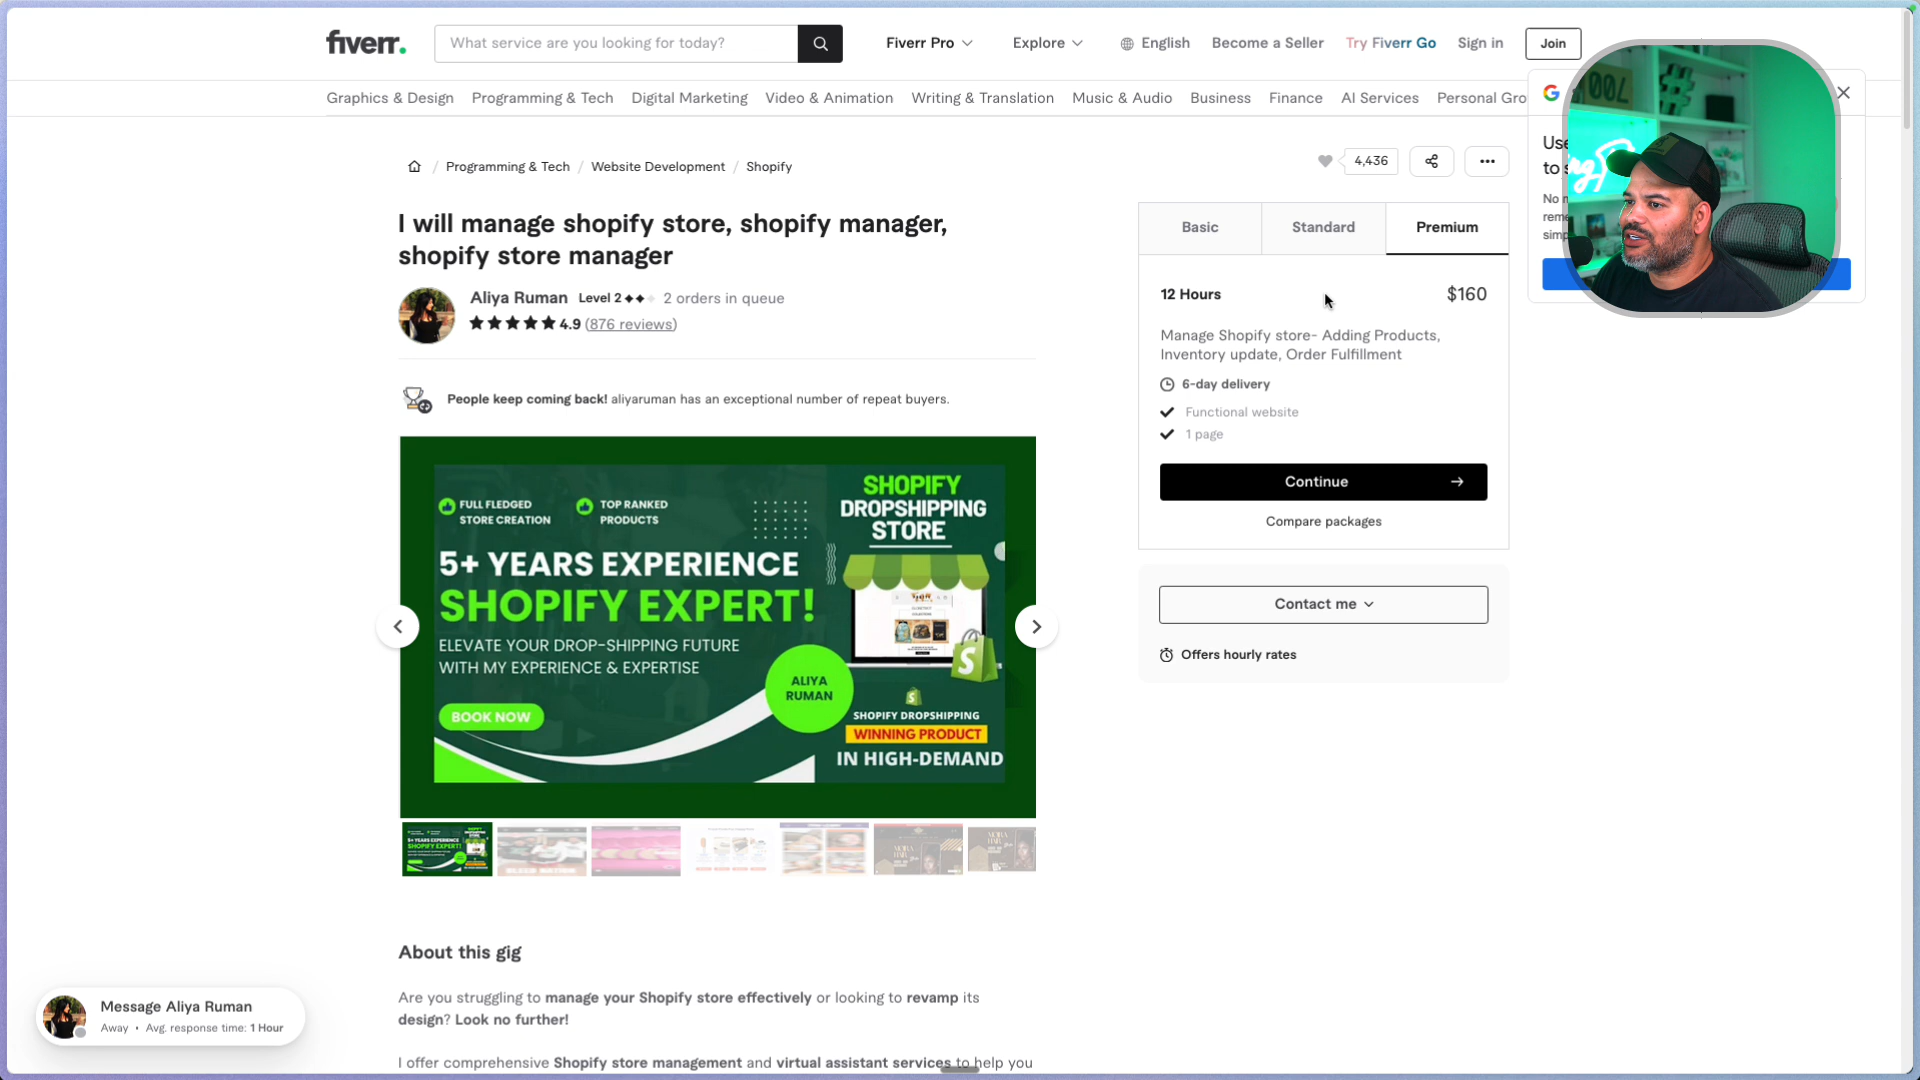 fiverr.
What service are you looking for today?
Fiverr Pro
Explore
English
Become a Seller
Try Fiverr Go
Sign in
Join
Graphics & Design
Programming & Tech
Digital Marketing
Video & Animation
Writing & Translation
Music & Audio
Business
Finance
AI Services
Personal Gro
Use
to s
No
reme
simp
/ Programming & Tech / Website Development / Shopify
4,436
I will manage shopify store, shopify manager,
shopify store manager
Aliya Ruman Level 2 2 orders in queue
4.9 (876 reviews)
People keep coming back! aliyaruman has an exceptional number of repeat buyers.
FULL FLEDGED
STORE CREATION
TOP RANKED
PRODUCTS
5+ YEARS EXPERIENCE
SHOPIFY EXPERT!
ELEVATE YOUR DROP-SHIPPING FUTURE
WITH MY EXPERIENCE & EXPERTISE
BOOK NOW
ALIYA
RUMAN
SHOPIFY
DROPSHIPPING
STORE
SHOPIFY DROPSHIPPING
WINNING PRODUCT
IN HIGH-DEMAND
Basic
Standard
Premium
12 Hours
$160
Manage Shopify store- Adding Products,
Inventory update, Order Fulfillment
6-day delivery
Functional website
1 page
Continue
Compare packages
Contact me
Offers hourly rates
About this gig
Are you struggling to manage your Shopify store effectively or looking to revamp its
design? Look no further!
I offer comprehensive Shopify store management and virtual assistant services to help you
Message Aliya Ruman
Away • Avg. response time: 1 Hour